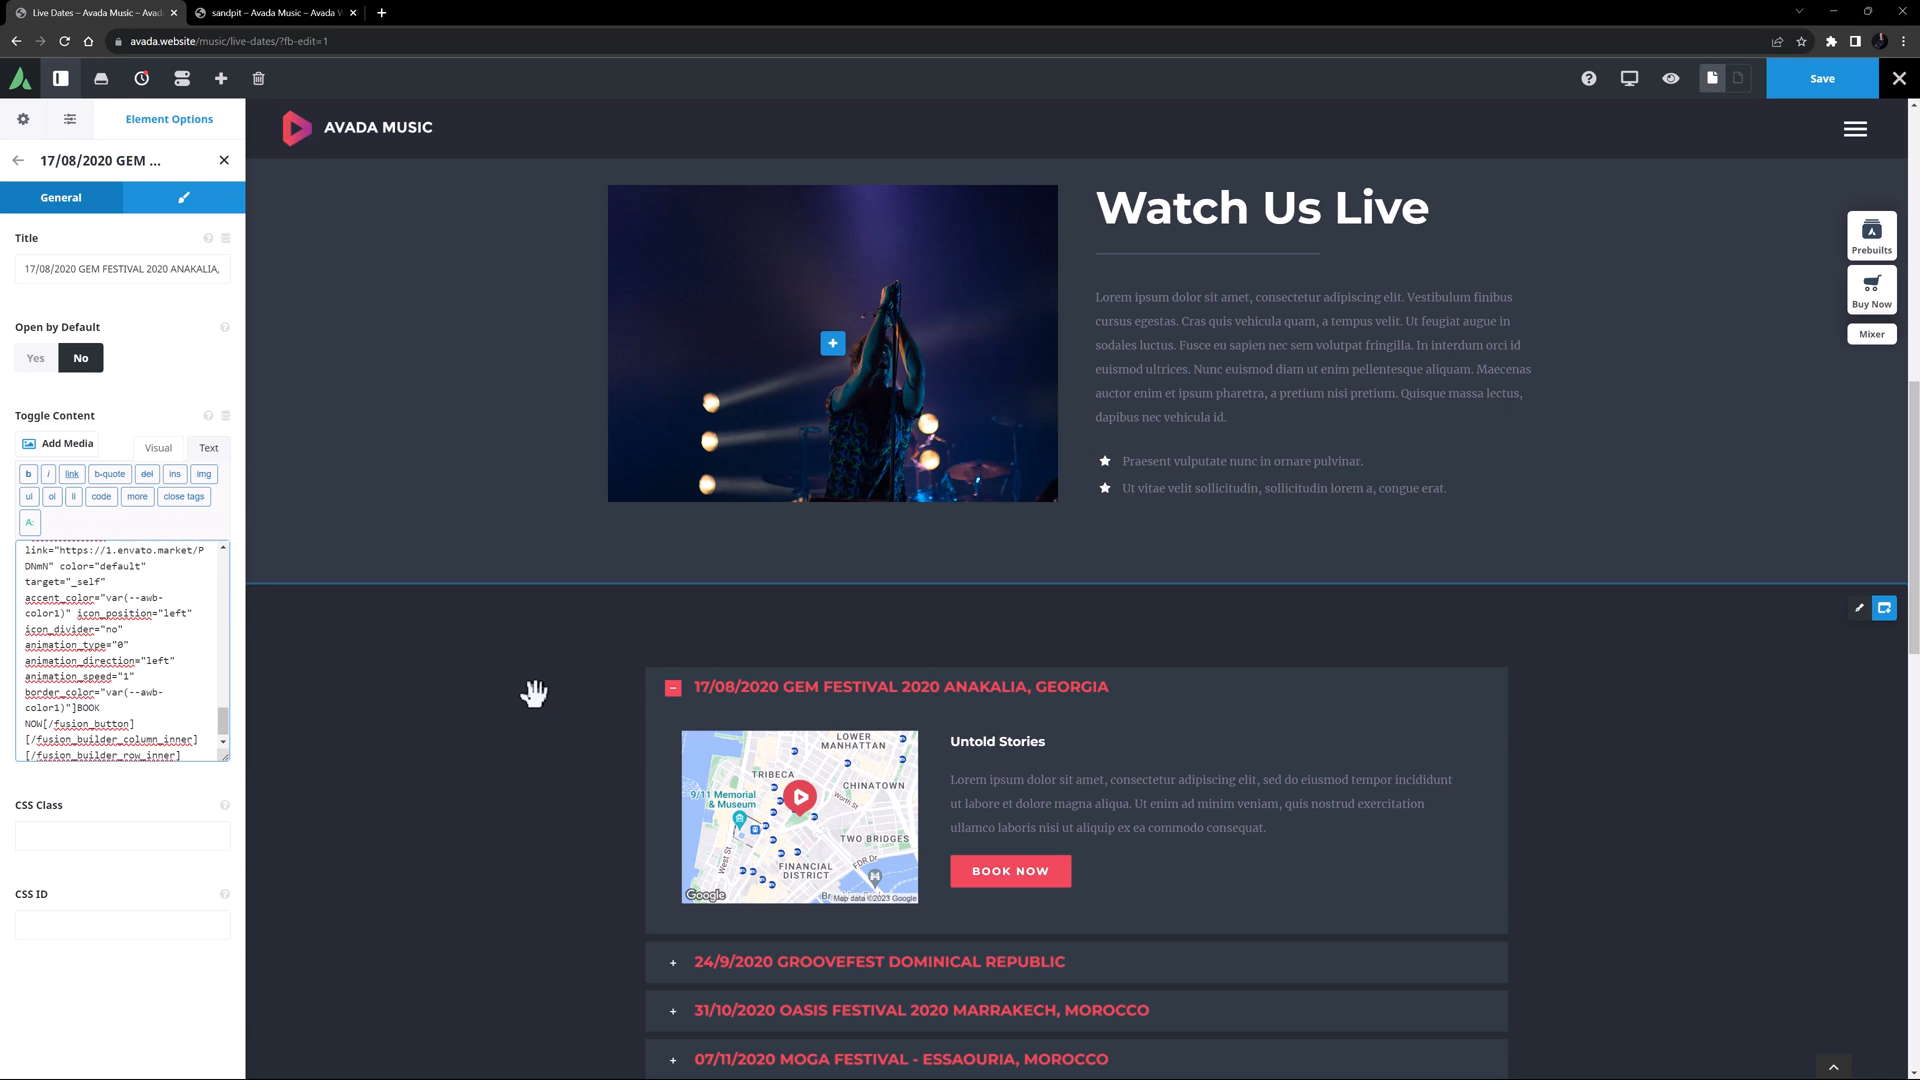 Live Dates – Avada Music – Avad
sandpit – Avada Music – Avada W
avada.website/music/live-dates/?fb-edit=1
Save
Element Options
17/08/2020 GEM ...
General
Title
17/08/2020 GEM FESTIVAL 2020 ANAKALIA,
Open by Default
Yes
No
Toggle Content
Add Media
Visual
Text
b
i
link
b-quote
del
ins
img
ul
ol
li
code
more
close tags
A:
link="https://1.envato.market/P
DNmN" color="default"
target="_self"
accent_color="var(--awb-
color1)" icon_position="left"
icon_divider="no"
animation_type="0"
animation_direction="left"
animation_speed="1"
border_color="var(--awb-
color1)"]BOOK
NOW[/fusion_button]
[/fusion_builder_column_inner]
[/fusion_builder_row_inner]
CSS Class
CSS ID
AVADA MUSIC
Watch Us Live
Lorem ipsum dolor sit amet, consectetur adipiscing elit. Vestibulum finibus
cursus egestas. Cras quis vehicula quam, a tempus velit. Ut feugiat augue in
sodales luctus. Fusce eu sapien nec sem volutpat fringilla. In interdum orci id
euismod ultrices. Nunc euismod diam ut enim pellentesque aliquam. Maecenas
auctor enim et ipsum pharetra, a pretium nisi pretium. Quisque massa lectus,
dapibus nec vehicula id.
Praesent vulputate nunc in ornare pulvinar.
Ut vitae velit sollicitudin, sollicitudin lorem a, congue erat.
Prebuilts
Buy Now
Mixer
17/08/2020 GEM FESTIVAL 2020 ANAKALIA, GEORGIA
LOWER
MANHATTAN
TRIBECA
CHINATOWN
9/11 Memorial
& Museum
Worth St
TWO BRIDGES
West St
FDR Dr
FINANCIAL
DISTRICT
Google
Map data ©2023 Google
Untold Stories
Lorem ipsum dolor sit amet, consectetur adipiscing elit, sed do eiusmod tempor incididunt
ut labore et dolore magna aliqua. Ut enim ad minim veniam, quis nostrud exercitation
ullamco laboris nisi ut aliquip ex ea commodo consequat.
BOOK NOW
24/9/2020 GROOVEFEST DOMINICAL REPUBLIC
31/10/2020 OASIS FESTIVAL 2020 MARRAKECH, MOROCCO
07/11/2020 MOGA FESTIVAL - ESSAOURIA, MOROCCO